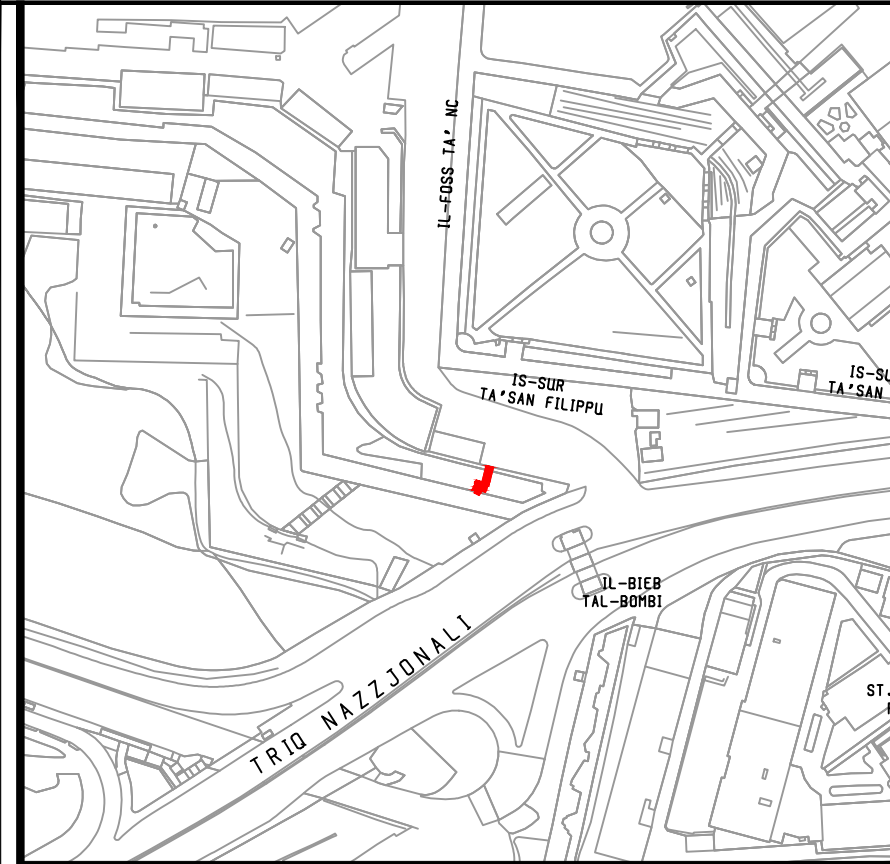 IL-FOSS TA' NC
IS-SUR
TA'SAN FILIPPU
IS-SU
TA'SAN
IL-BIEB
TAL-BOMBI
TRIQ NAZZJONALI
ST.